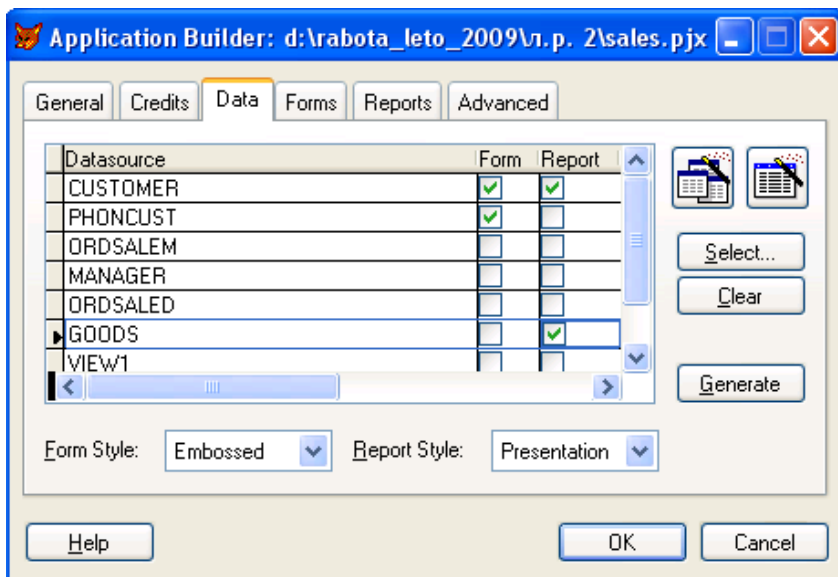 Application Builder: d:\rabota_leto_2009\л.р. 2\sales.pjx
General Credits Data Forms Reports Advanced
Datasource Form Report
CUSTOMER
PHONCUST
ORDSALEM
MANAGER
ORDSALED
GOODS
VIEW1
Select...
Clear
Generate
Form Style: Embossed Report Style: Presentation
Help OK Cancel